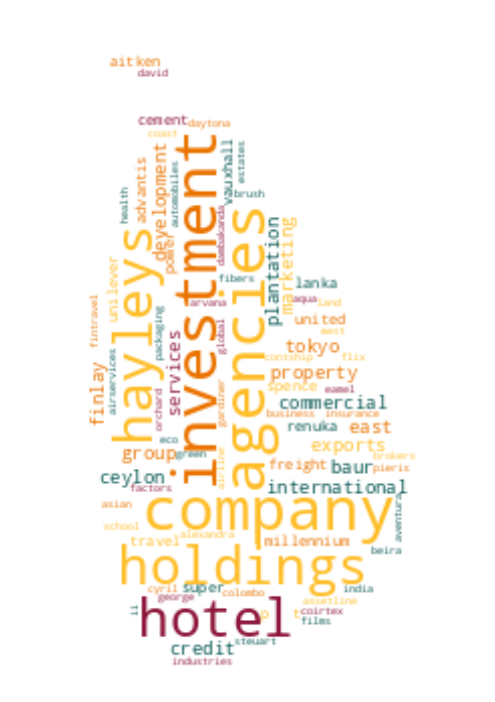 aitken
david
cement
daytona
coast
vauxhall
estates
development
advantis
automobiles
investment
health
brush
hayleys
power
dambakanda
agencies
plantation
marketing
unilever
fibers
lanka
fintravel
arvana
aqua
land
packaging
global
united
west
services
tokyo
airservices
contship
flix
finlay
property
orchard
gardiner
spence
eamel
commercial
business
insurance
renuka
east
eco
exports
group
green
airline
brokers
freight
baur
pieris
ceylon
international
factors
asian
company
aventura
school
alexandra
travel
millennium
beira
holdings
cyril
super
colombo
india
george
assetline
hotel
ii
p
t
coirtex
films
credit
steuart
industries